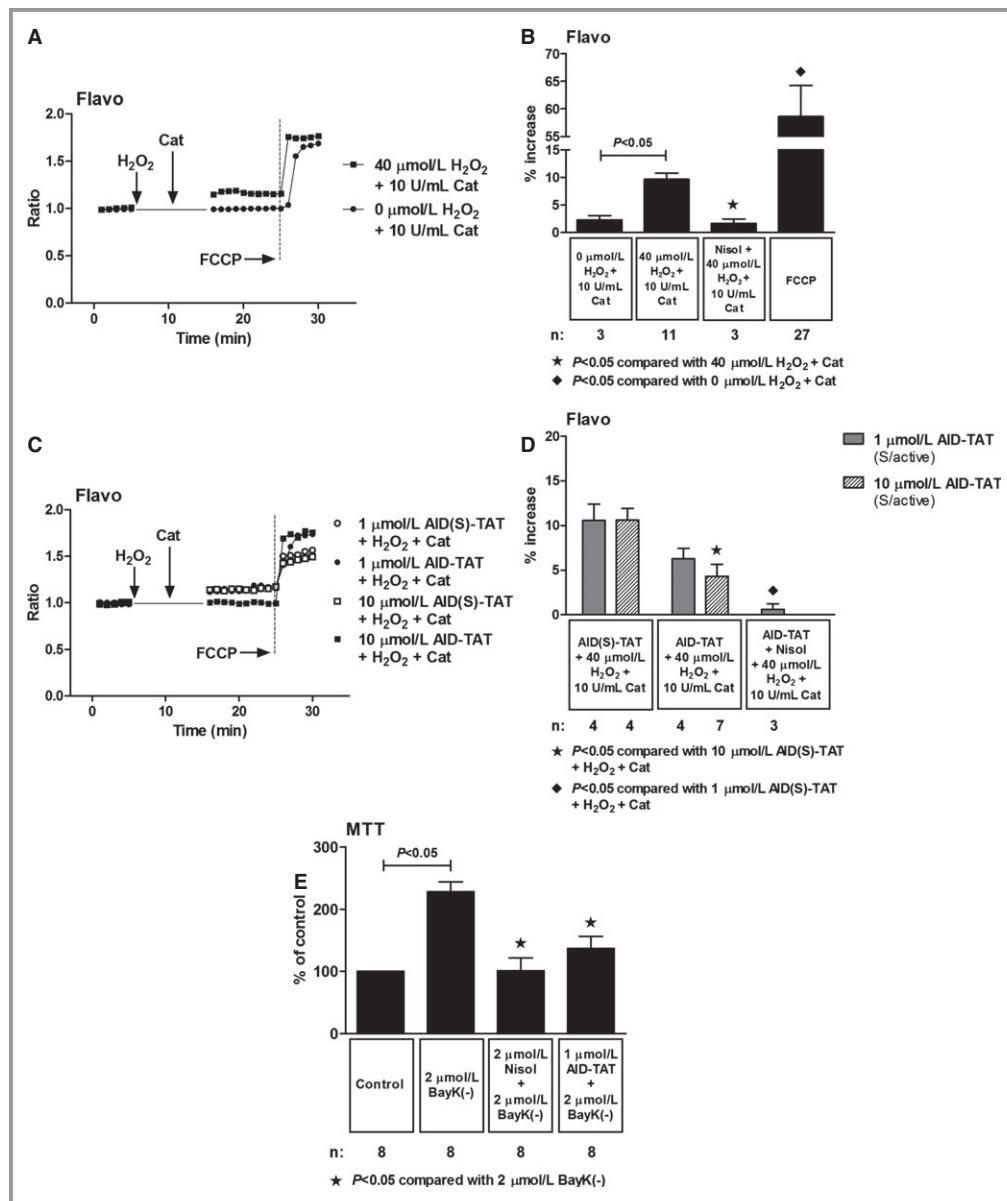 A
Flavo
2.0
Cat
H₂O₂
1.5
Ratio
1.0
0.5
FCCP
0.0
0 10 20 30
Time (min)
40 μmol/L H₂O₂
+ 10 U/mL Cat
0 μmol/L H₂O₂
+ 10 U/mL Cat
B
Flavo
70
65
60
55
15
10
5
0
% increase
P<0.05
★
◆
0 μmol/L
H₂O₂ +
10 U/mL
Cat
40 μmol/L
H₂O₂ +
10 U/mL
Cat
Nisol +
40 μmol/L
H₂O₂ +
10 U/mL
Cat
FCCP
n: 3 11 3 27
★ P<0.05 compared with 40 μmol/L H₂O₂ + Cat
◆ P<0.05 compared with 0 μmol/L H₂O₂ + Cat
C
Flavo
2.0
Cat
H₂O₂
1.5
Ratio
1.0
0.5
FCCP
0.0
0 10 20 30
Time (min)
1 μmol/L AID(S)-TAT
+ H₂O₂ + Cat
1 μmol/L AID-TAT
+ H₂O₂ + Cat
10 μmol/L AID(S)-TAT
+ H₂O₂ + Cat
10 μmol/L AID-TAT
+ H₂O₂ + Cat
D
Flavo
20
15
10
5
0
% increase
★
◆
1 μmol/L AID-TAT
(S/active)
10 μmol/L AID-TAT
(S/active)
AID(S)-TAT
+ 40 μmol/L
H₂O₂ +
10 U/mL Cat
AID-TAT
+ 40 μmol/L
H₂O₂ +
10 U/mL Cat
AID-TAT
+ Nisol
+ 40 μmol/L
H₂O₂ +
10 U/mL Cat
n: 4 4 4 7 3
★ P<0.05 compared with 10 μmol/L AID(S)-TAT
+ H₂O₂ + Cat
◆ P<0.05 compared with 1 μmol/L AID(S)-TAT
+ H₂O₂ + Cat
MTT
E
300
200
100
0
% of control
P<0.05
★
★
Control
2 μmol/L
BayK(-)
2 μmol/L
Nisol
+
2 μmol/L
BayK(-)
1 μmol/L
AID-TAT
+
2 μmol/L
BayK(-)
n: 8 8 8 8
★ P<0.05 compared with 2 μmol/L BayK(-)